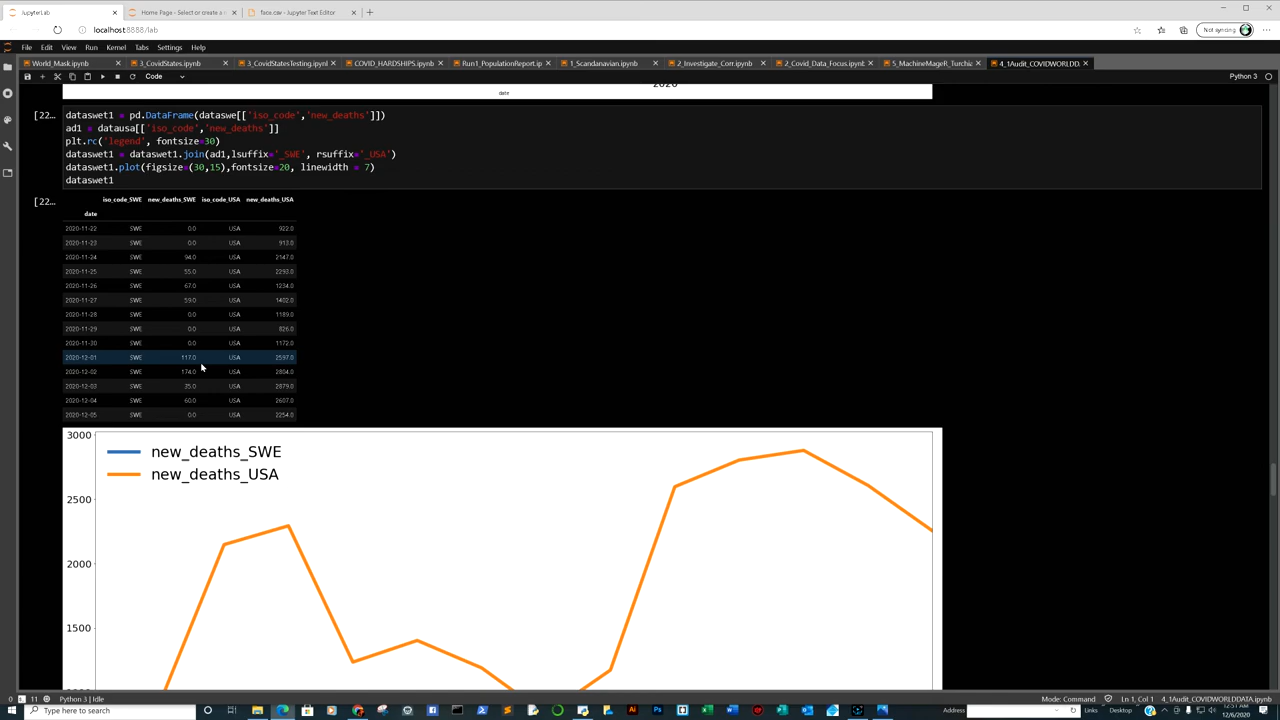 JupyterLab
Home Page - Select or create a n
face.csv - Jupyter Text Editor
localhost:8888/lab
Not syncing
File Edit View Run Kernel Tabs Settings Help
World_Mask.ipynb
3_CovidStates.ipynb
3_CovidStatesTesting.ipynb
COVID_HARDSHIPS.ipynb
Run1_PopulationReport.ip
1_Scandanavian.ipynb
2_Investigate_Corr.ipynb
2_Covid_Data_Focus.ipynb
5_MachineMageR_Turchia
4_1Audit_COVIDWORLDD
Code
Python 3
2020
date
[22...
dataswet1 = pd.DataFrame(dataswe[['iso_code','new_deaths']])
ad1 = datausa[['iso_code','new_deaths']]
plt.rc('legend', fontsize=30)
dataswet1 = dataswet1.join(ad1,lsuffix='_SWE', rsuffix='_USA')
dataswet1.plot(figsize=(30,15),fontsize=20, linewidth = 7)
dataswet1
[22...
iso_code_SWE new_deaths_SWE iso_code_USA new_deaths_USA
date
2020-11-22 SWE 0.0 USA 922.0
2020-11-23 SWE 0.0 USA 913.0
2020-11-24 SWE 94.0 USA 2147.0
2020-11-25 SWE 55.0 USA 2293.0
2020-11-26 SWE 67.0 USA 1234.0
2020-11-27 SWE 59.0 USA 1402.0
2020-11-28 SWE 0.0 USA 1189.0
2020-11-29 SWE 0.0 USA 826.0
2020-11-30 SWE 0.0 USA 1172.0
2020-12-01 SWE 117.0 USA 2597.0
2020-12-02 SWE 174.0 USA 2804.0
2020-12-03 SWE 35.0 USA 2879.0
2020-12-04 SWE 60.0 USA 2607.0
2020-12-05 SWE 0.0 USA 2254.0
3000
new_deaths_SWE
new_deaths_USA
2500
2000
1500
0 11 Python 3 | Idle
Mode: Command
Ln 1, Col 1
4_1Audit_COVIDWORLDDATA.ipynb
Type here to search
Address
Desktop
12:51 AM
12/6/2020